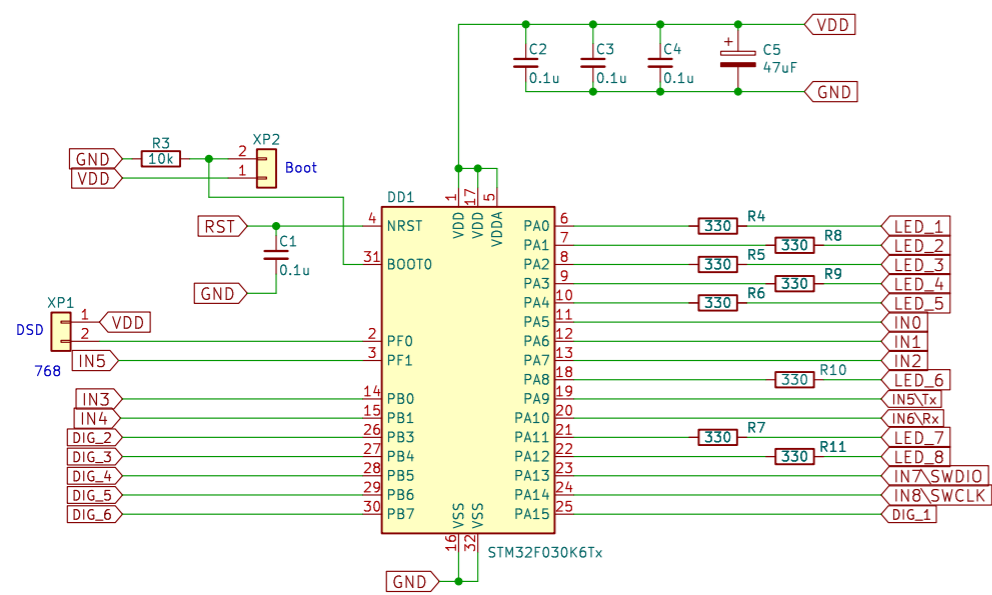 VDD
+
C2
C3
C4
C5
0.1u
0.1u
0.1u
47uF
GND
R3
XP2
GND
10k
2
Boot
VDD
1
DD1
1
17
5
VDD
VDD
VDDA
RST
4
NRST
PA0
6
330
R4
LED_1
C1
PA1
7
330
R8
LED_2
0.1u
31
BOOT0
PA2
8
330
R5
LED_3
GND
PA3
9
330
R9
LED_4
XP1
PA4
10
330
R6
LED_5
1
VDD
PA5
11
IN0
DSD
2
2
PF0
PA6
12
IN1
IN5
3
PF1
PA7
13
IN2
768
PA8
18
330
R10
LED_6
IN3
14
PB0
PA9
19
IN5\Tx
IN4
15
PB1
PA10
20
IN6\Rx
DIG_2
26
PB3
PA11
21
330
R7
LED_7
DIG_3
27
PB4
PA12
22
330
R11
LED_8
DIG_4
28
PB5
PA13
23
IN7\SWDIO
DIG_5
29
PB6
PA14
24
IN8\SWCLK
DIG_6
30
PB7
PA15
25
DIG_1
VSS
VSS
16
32
STM32F030K6Tx
GND